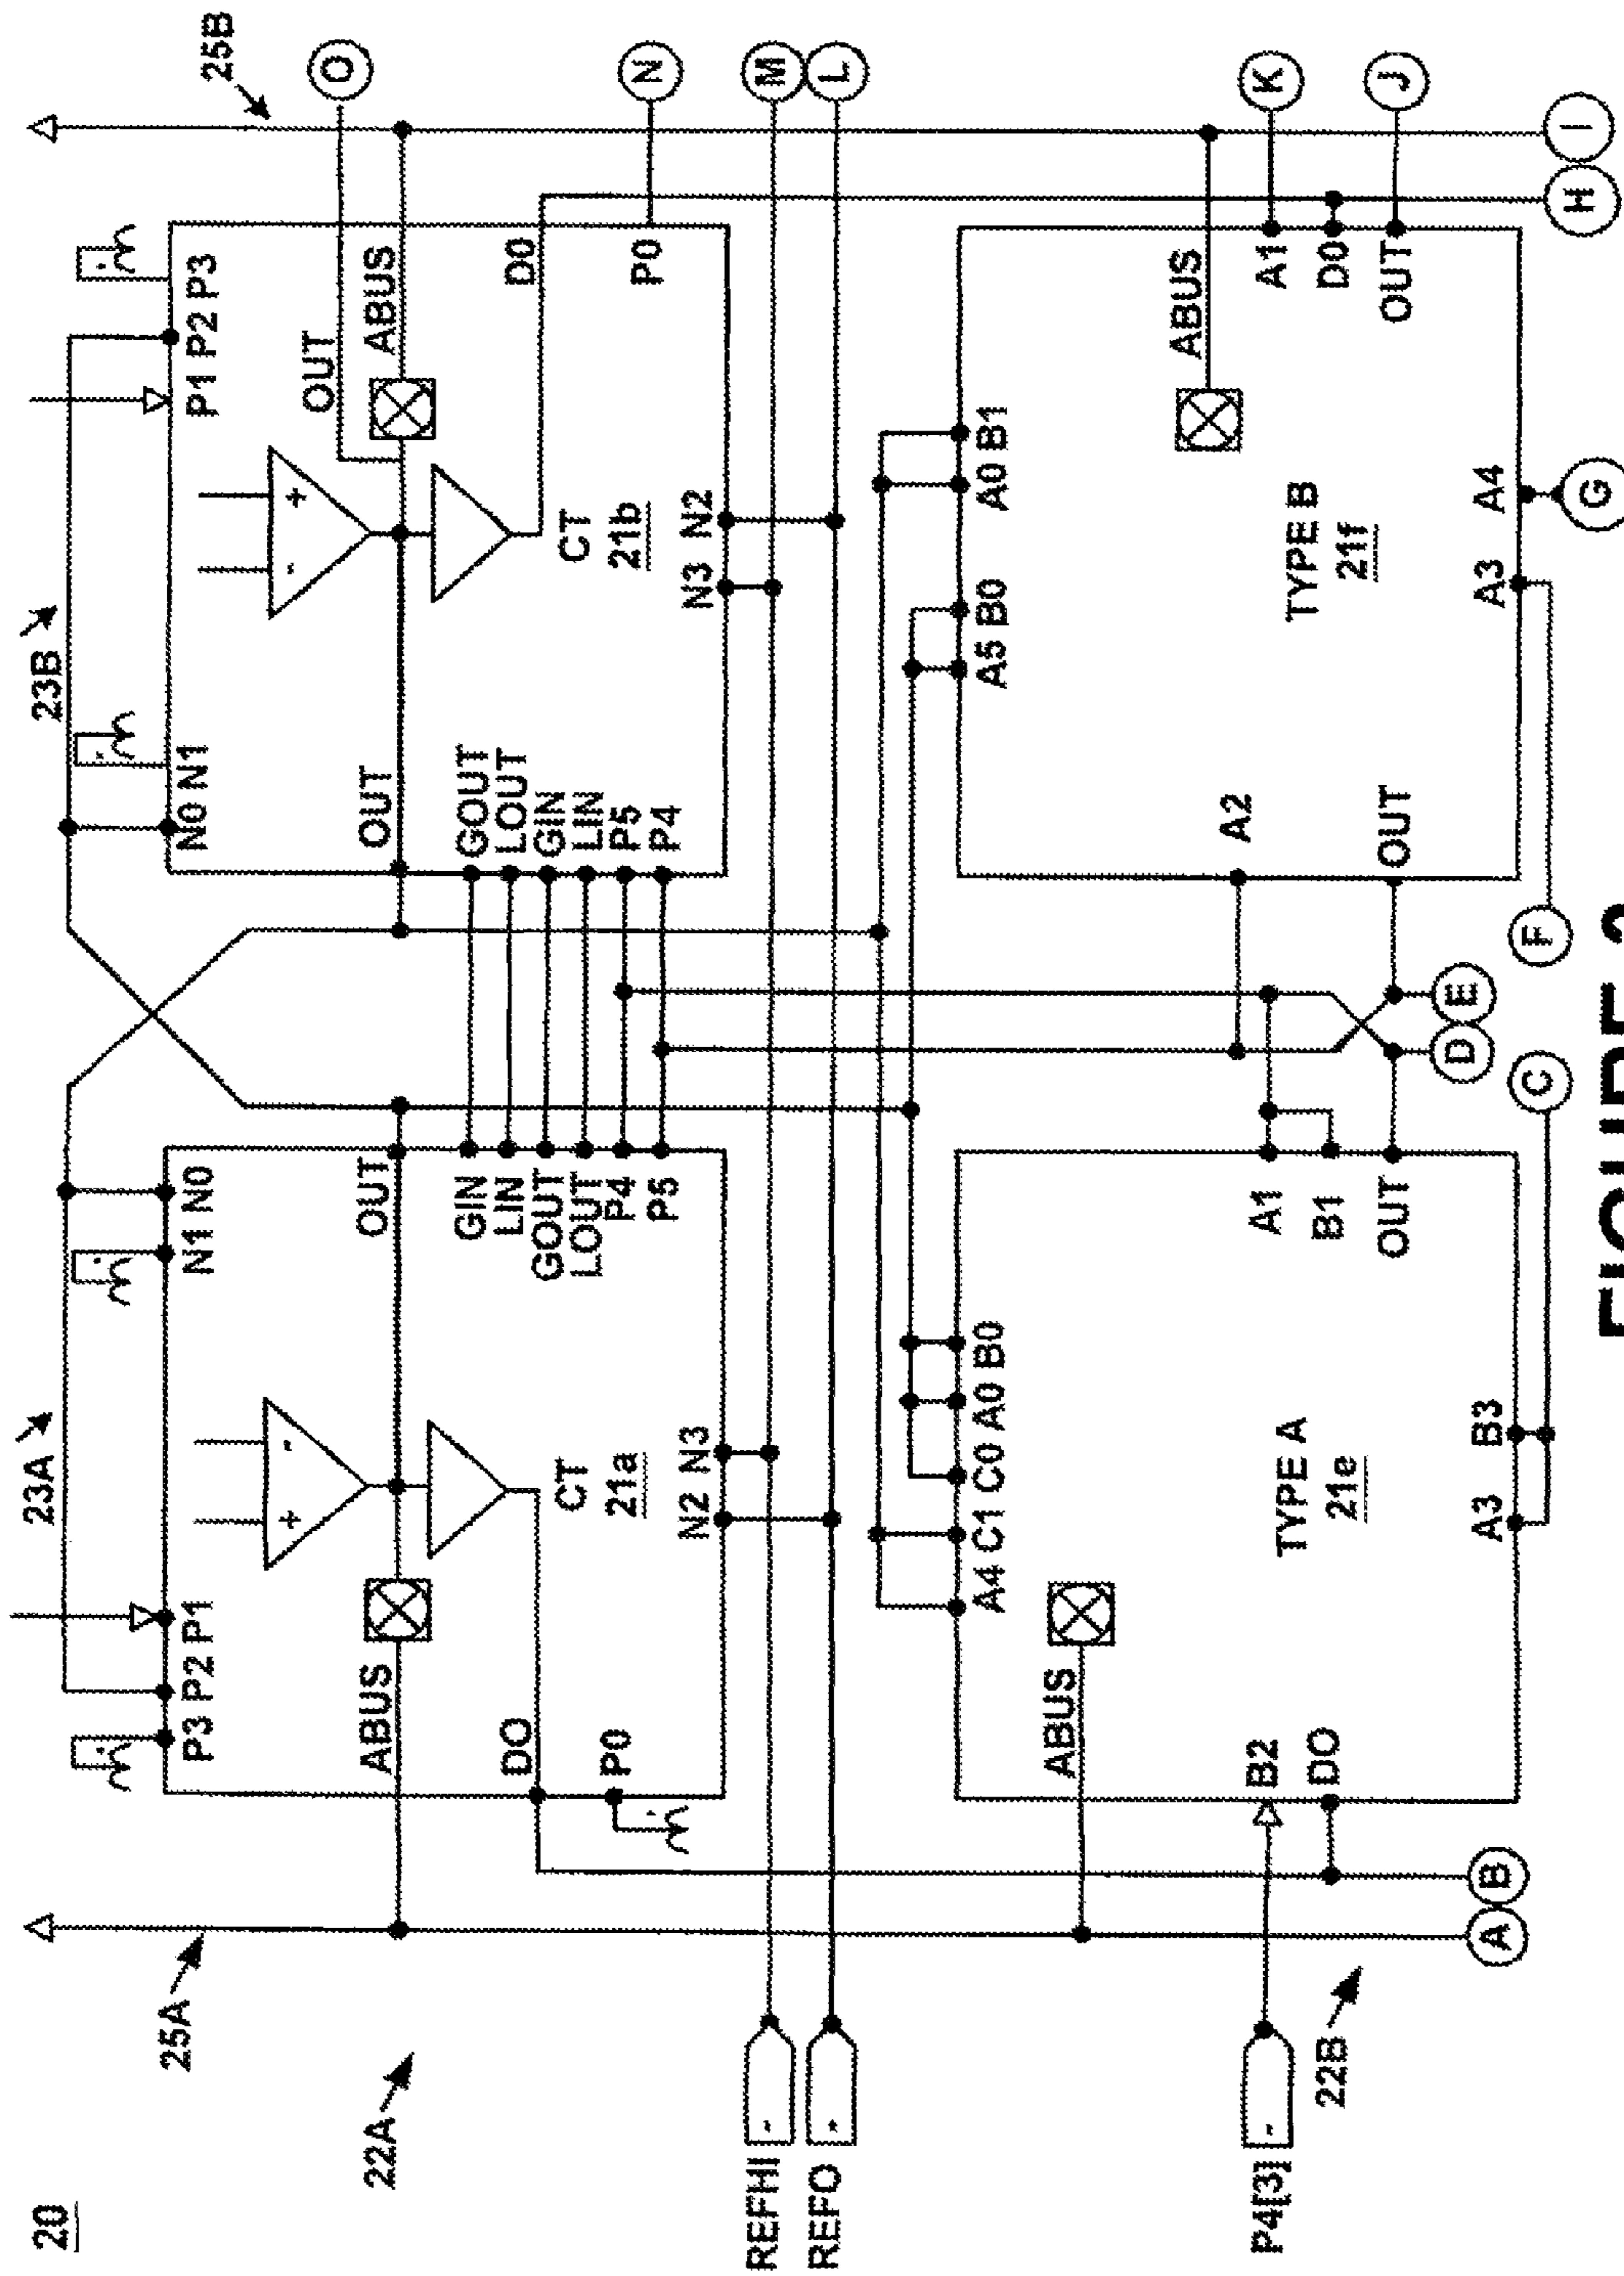 20
25A
22A
23A
23B
25B
P3 P2 P1
N1 N0
N0 N1
P1 P2 P3
+
-
-
+
OUT
OUT
OUT
ABUS
ABUS
O
GIN
LIN
GOUT
LOUT
P4
P5
GOUT
LOUT
GIN
LIN
P5
P4
DO
P0
CT
21a
CT
21b
D0
P0
N
N2 N3
N3 N2
REFHI
-
M
REFO
+
L
A4 C1 C0 A0 B0
A5 B0
A0 B1
ABUS
ABUS
P4[3]
-
B2
DO
TYPE A
21e
A1
B1
OUT
A2
OUT
TYPE B
21f
A1
D0
OUT
K
J
22B
A3
B3
A3
A4
A
B
C
D
E
F
G
H
I